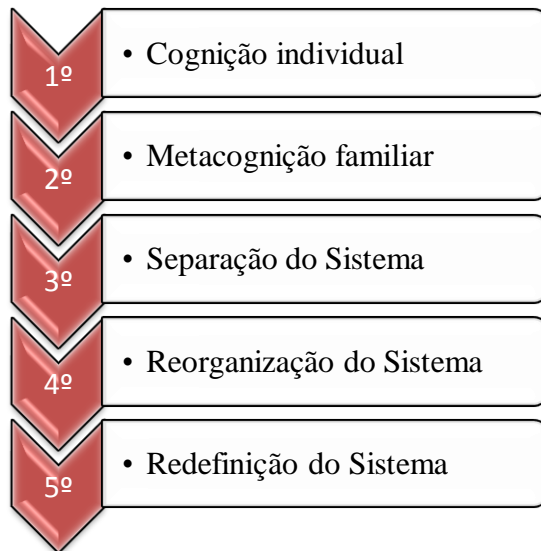 1º • Cognição individual
2º • Metacognição familiar
3º • Separação do Sistema
4º • Reorganização do Sistema
5º • Redefinição do Sistema